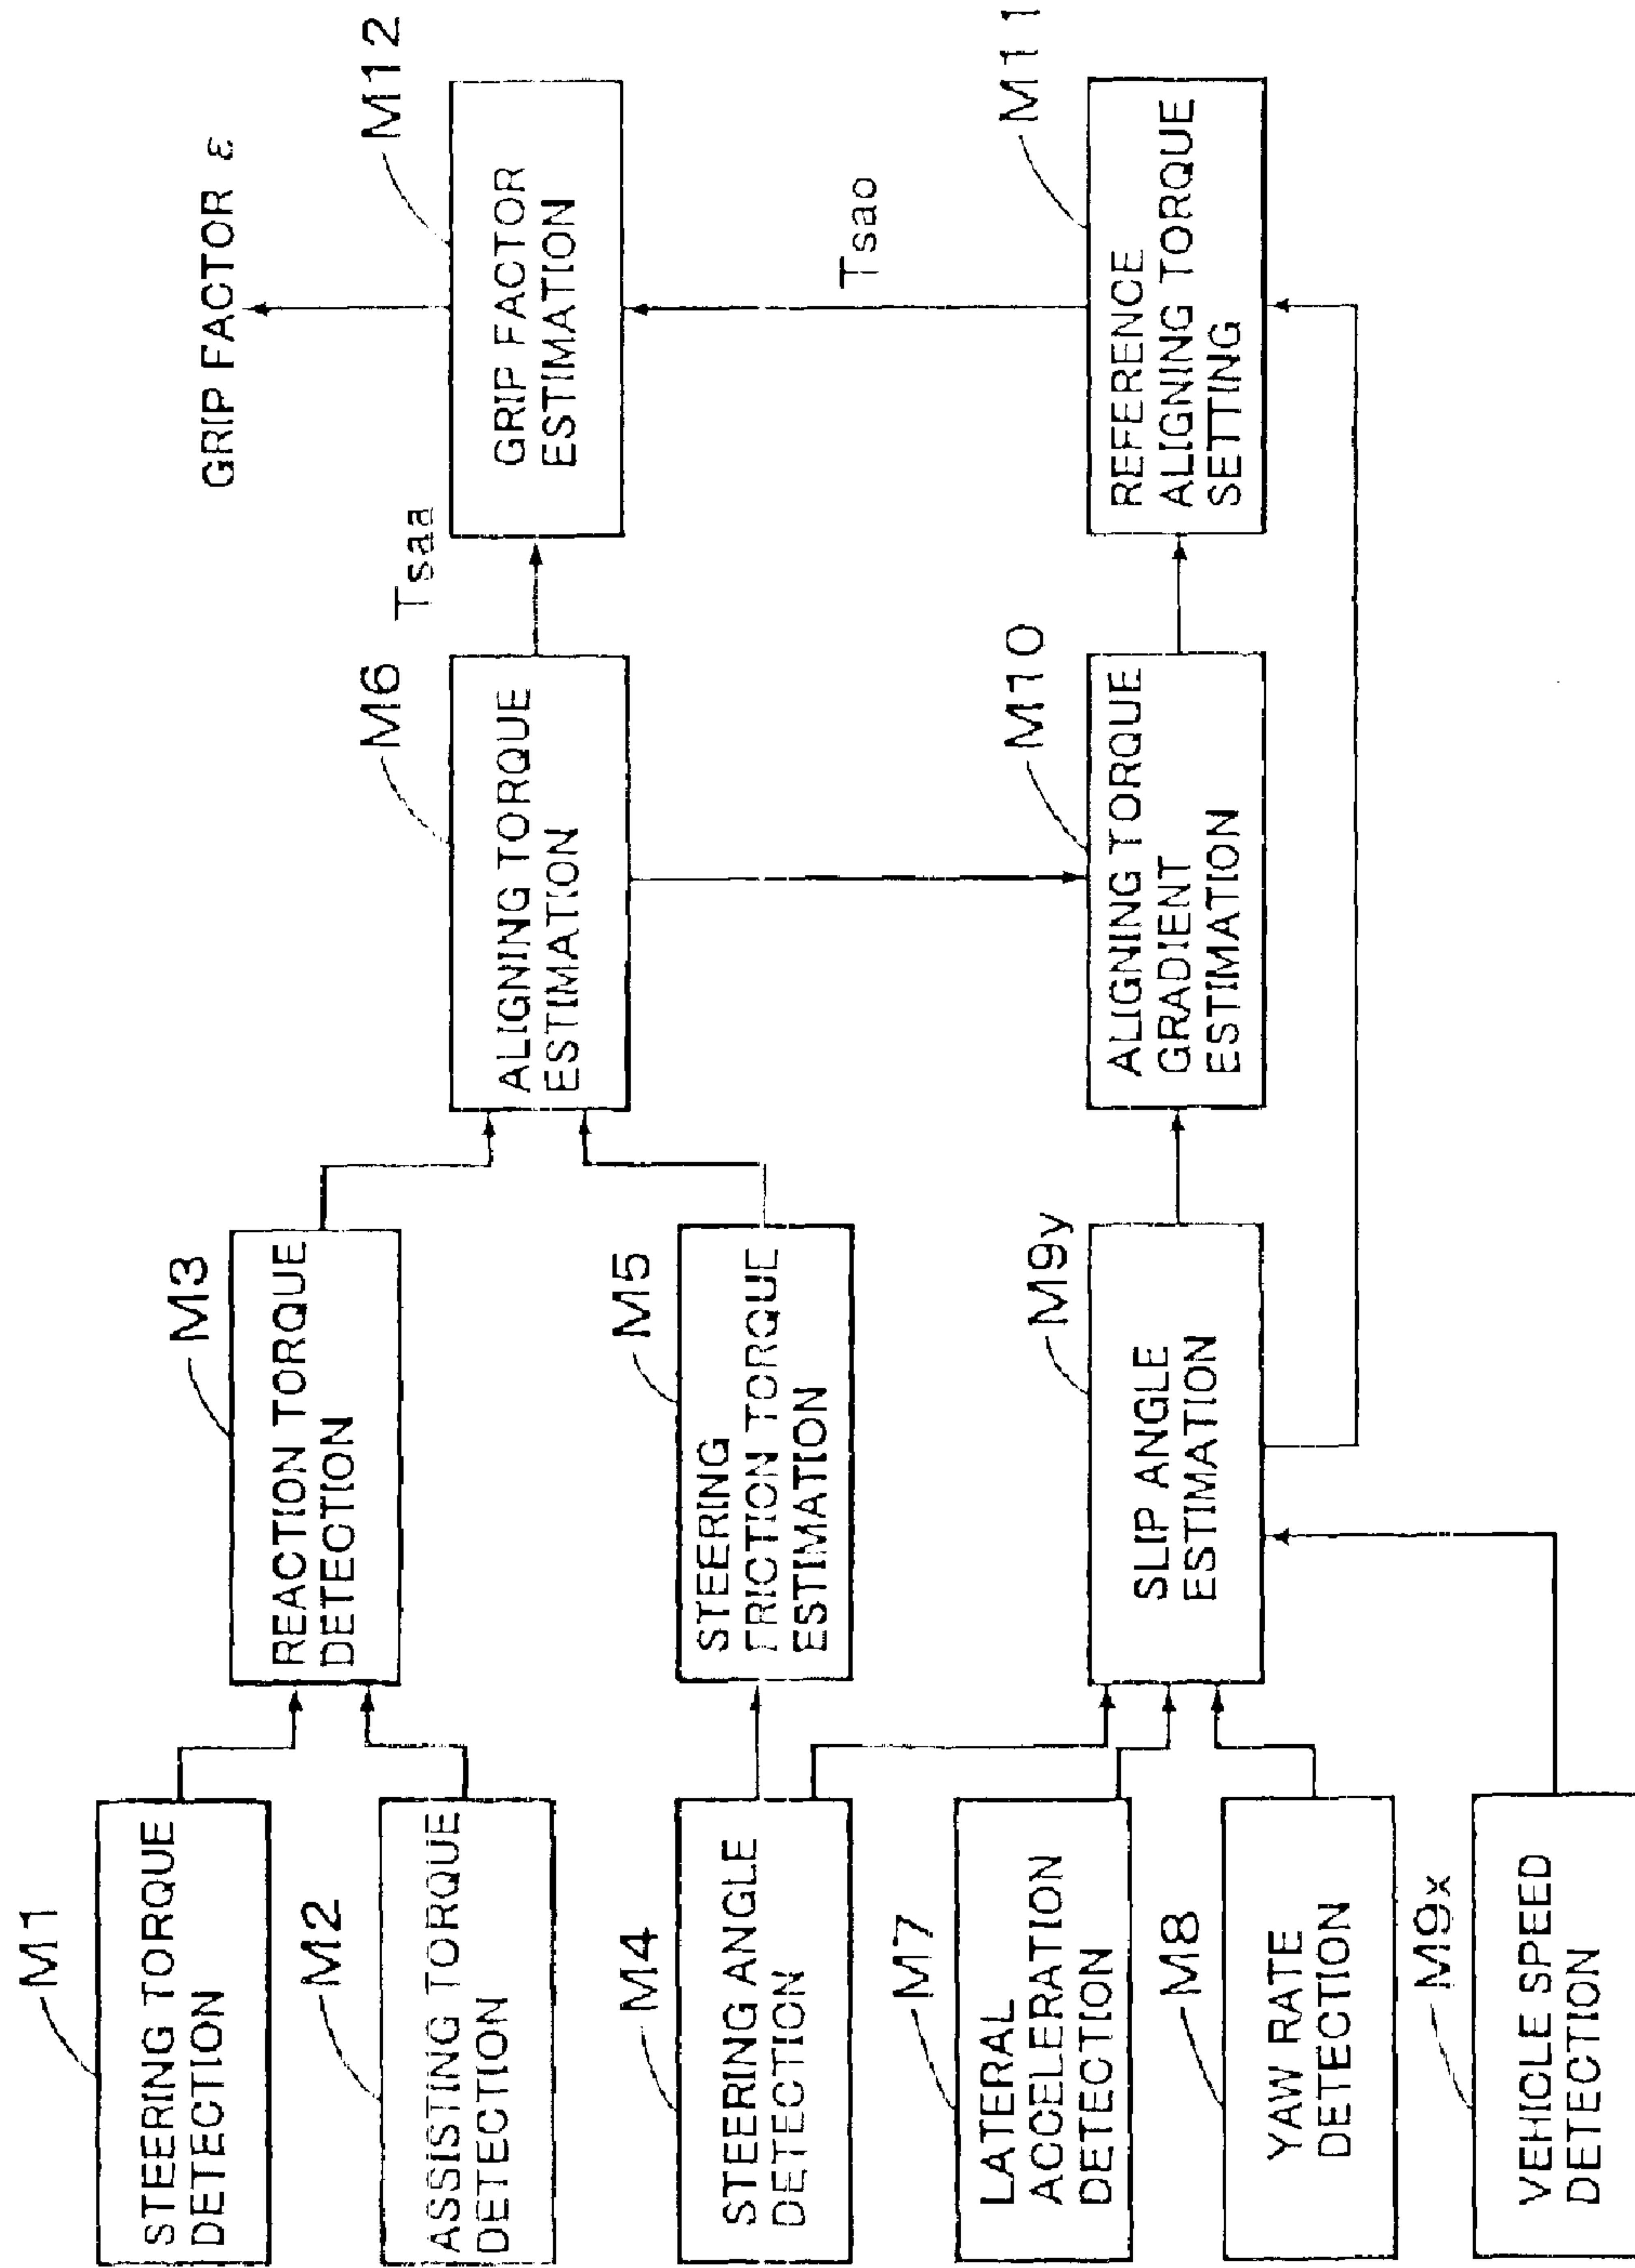 M1
STEERING TORQUE
DETECTION
M2
ASSISTING TORQUE
DETECTION
M3
REACTION TORQUE
DETECTION
M4
STEERING ANGLE
DETECTION
M5
STEERING
FRICTION TORQUE
ESTIMATION
M6
ALIGNING TORQUE
ESTIMATION
Tsaa
M7
LATERAL
ACCELERATION
DETECTION
M8
YAW RATE
DETECTION
M9x
VEHICLE SPEED
DETECTION
M9y
SLIP ANGLE
ESTIMATION
M10
ALIGNING TORQUE
GRADIENT
ESTIMATION
M11
REFERENCE
ALIGNING TORQUE
SETTING
Tsao
M12
GRIP FACTOR
ESTIMATION
GRIP FACTOR ε